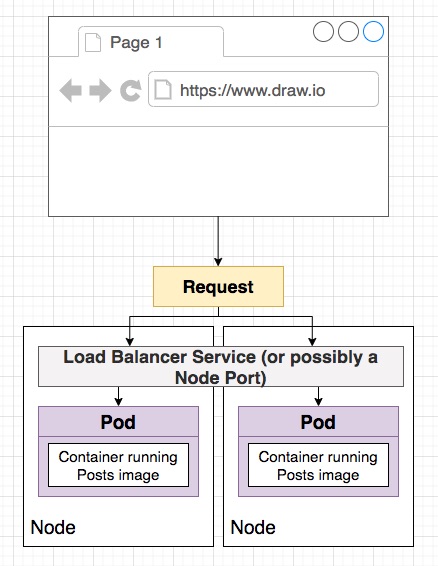 Page 1
https://www.draw.io
Request
Load Balancer Service (or possibly a
Node Port)
Pod
Container running
Posts image
Node
Pod
Container running
Posts image
Node